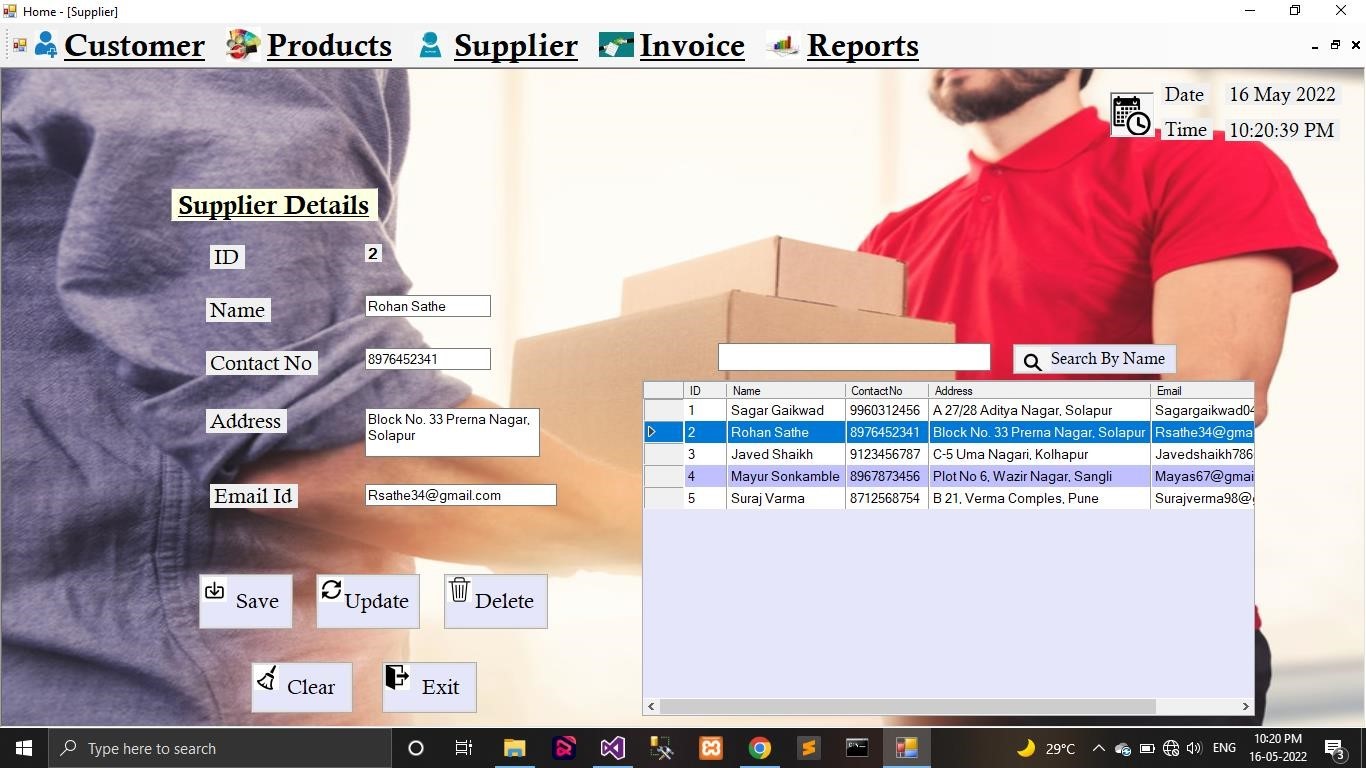 Home - [Supplier]
Customer Products Supplier Invoice Reports
Date 16 May 2022
Time 10:20:39 PM
Supplier Details
ID 2
Name Rohan Sathe
Contact No 8976452341
Address Block No. 33 Prerna Nagar,
Solapur
Email Id Rsathe34@gmail.com
Save Update Delete
Clear Exit
Search By Name
ID Name ContactNo Address Email
1 Sagar Gaikwad 9960312456 A 27/28 Aditya Nagar, Solapur Sagargaikwad04
2 Rohan Sathe 8976452341 Block No. 33 Prerna Nagar, Solapur Rsathe34@gma
3 Javed Shaikh 9123456787 C-5 Uma Nagari, Kolhapur Javedshaikh786
4 Mayur Sonkamble 8967873456 Plot No 6, Wazir Nagar, Sangli Mayas67@gmai
5 Suraj Varma 8712568754 B 21, Verma Comples, Pune Surajverma98@
Type here to search
29°C ENG 10:20 PM
16-05-2022
3